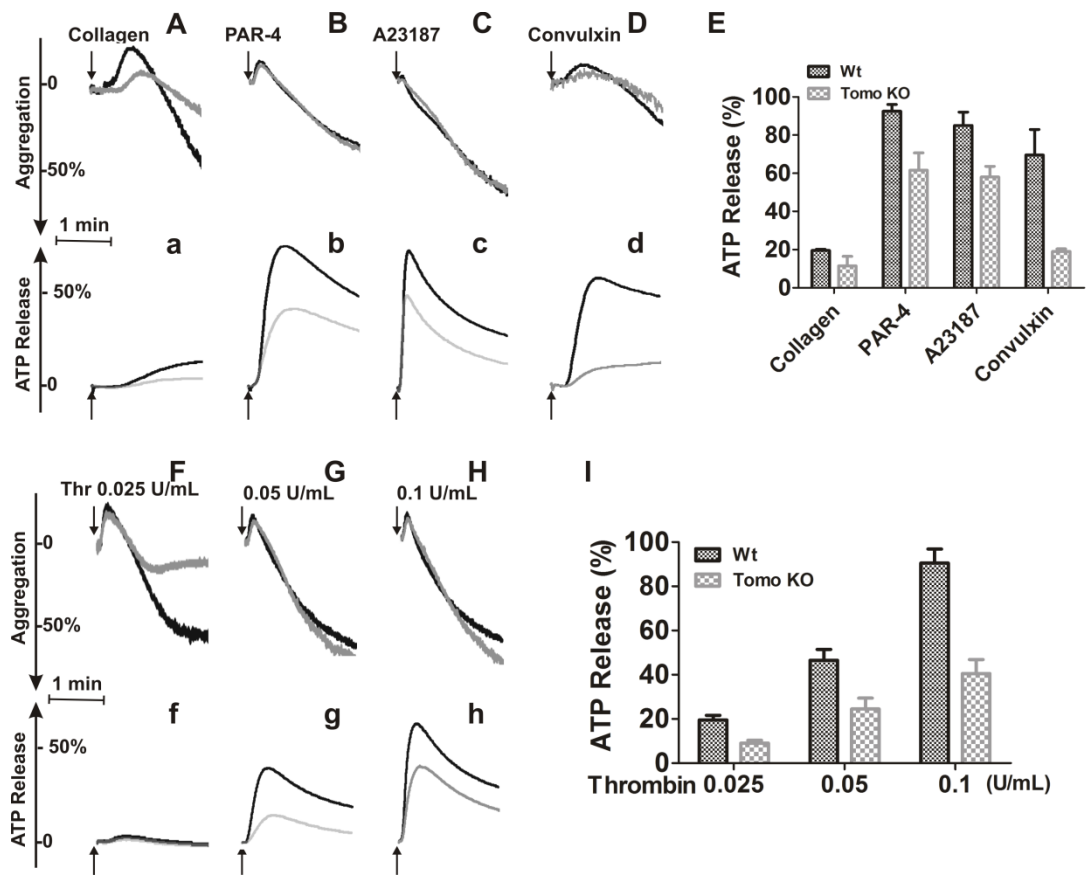 Collagen A
PAR-4 B
A23187 C
Convulxin D
Aggregation
0
50%
1 min
a
b
c
d
ATP Release
50%
0
E
Wt
Tomo KO
ATP Release (%)
100
80
60
40
20
0
Collagen
PAR-4
A23187
Convulxin
F
Thr 0.025 U/mL
G
0.05 U/mL
H
0.1 U/mL
Aggregation
0
50%
1 min
f
g
h
ATP Release
50%
0
I
Wt
Tomo KO
ATP Release (%)
100
80
60
40
20
0
Thrombin 0.025 0.05 0.1 (U/mL)